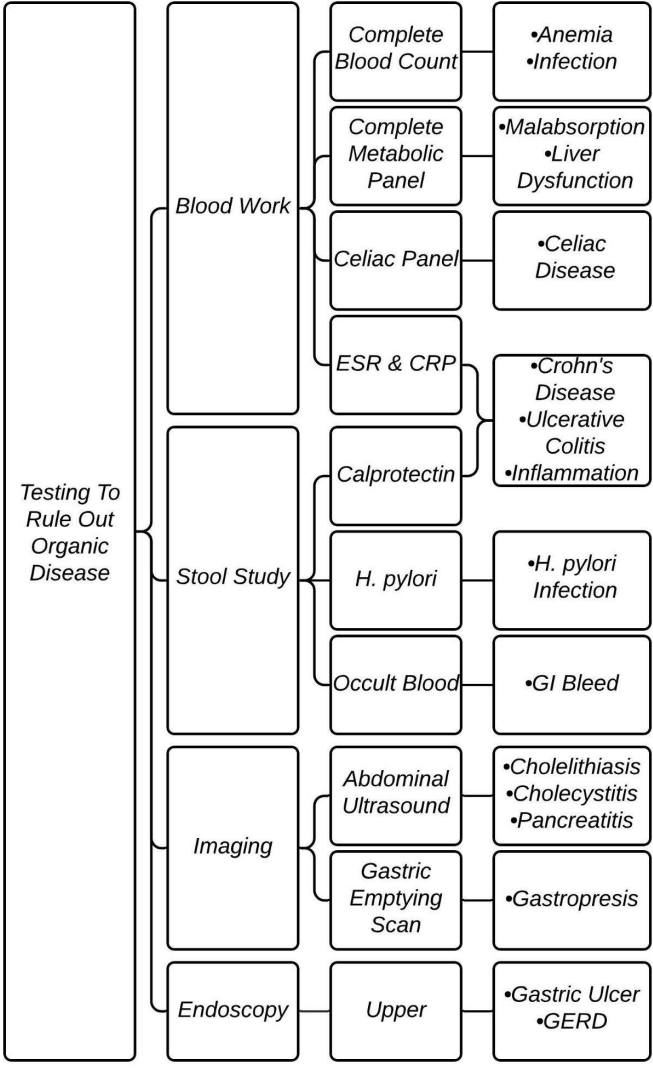 Testing To
Rule Out
Organic
Disease
Blood Work
Complete
Blood Count
•Anemia
•Infection
Complete
Metabolic
Panel
•Malabsorption
•Liver
Dysfunction
Celiac Panel
•Celiac
Disease
ESR & CRP
•Crohn's
Disease
•Ulcerative
Colitis
•Inflammation
Stool Study
Calprotectin
H. pylori
•H. pylori
Infection
Occult Blood
•GI Bleed
Imaging
Abdominal
Ultrasound
•Cholelithiasis
•Cholecystitis
•Pancreatitis
Gastric
Emptying
Scan
•Gastropresis
Endoscopy
Upper
•Gastric Ulcer
•GERD